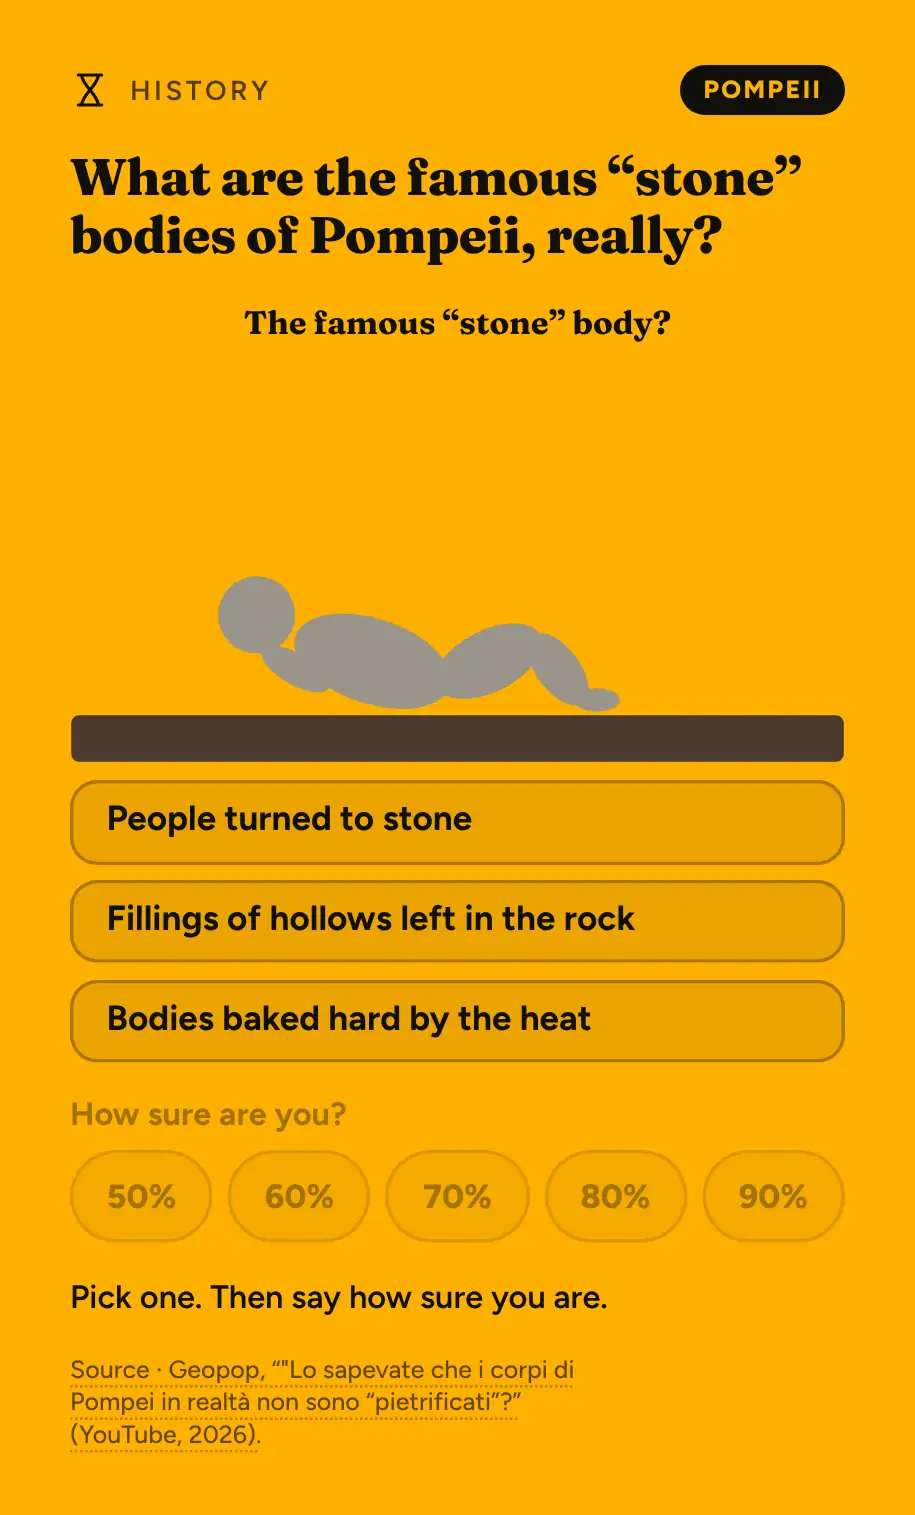 HISTORY
POMPEII
What are the famous “stone”
bodies of Pompeii, really?
The famous “stone” body?
People turned to stone
Fillings of hollows left in the rock
Bodies baked hard by the heat
How sure are you?
50% 60% 70% 80% 90%
Pick one. Then say how sure you are.
Source · Geopop, “"Lo sapevate che i corpi di
Pompei in realtà non sono “pietrificati”?”
(YouTube, 2026).